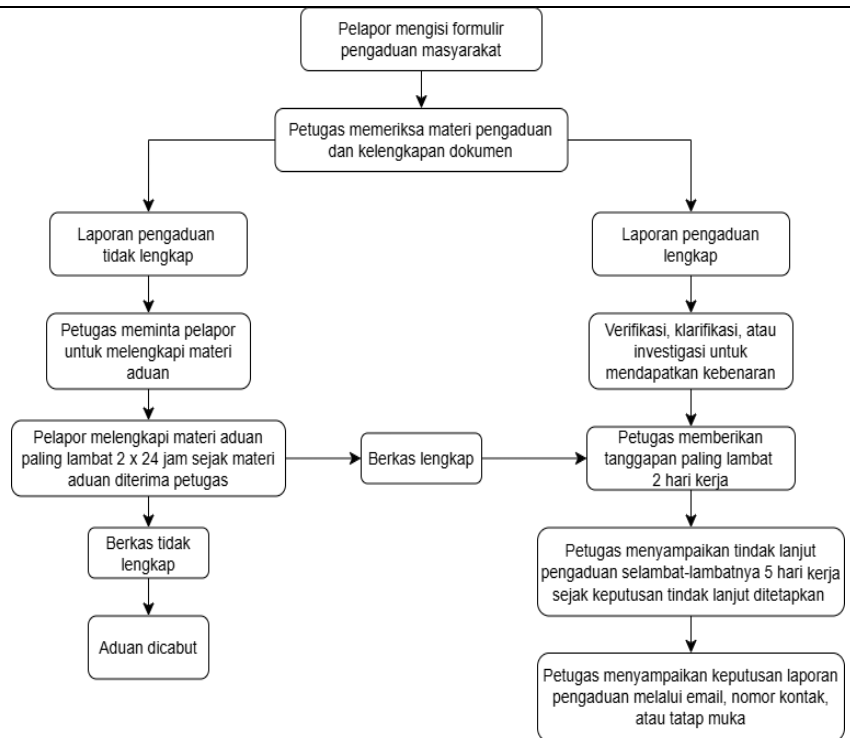 Pelapor mengisi formulir
pengaduan masyarakat
Petugas memeriksa materi pengaduan
dan kelengkapan dokumen
Laporan pengaduan
tidak lengkap
Laporan pengaduan
lengkap
Petugas meminta pelapor
untuk melengkapi materi
aduan
Verifikasi, klarifikasi, atau
investigasi untuk
mendapatkan kebenaran
Pelapor melengkapi materi aduan
paling lambat 2 x 24 jam sejak materi
aduan diterima petugas
Berkas lengkap
Petugas memberikan
tanggapan paling lambat
2 hari kerja
Berkas tidak
lengkap
Petugas menyampaikan tindak lanjut
pengaduan selambat-lambatnya 5 hari kerja
sejak keputusan tindak lanjut ditetapkan
Aduan dicabut
Petugas menyampaikan keputusan laporan
pengaduan melalui email, nomor kontak,
atau tatap muka